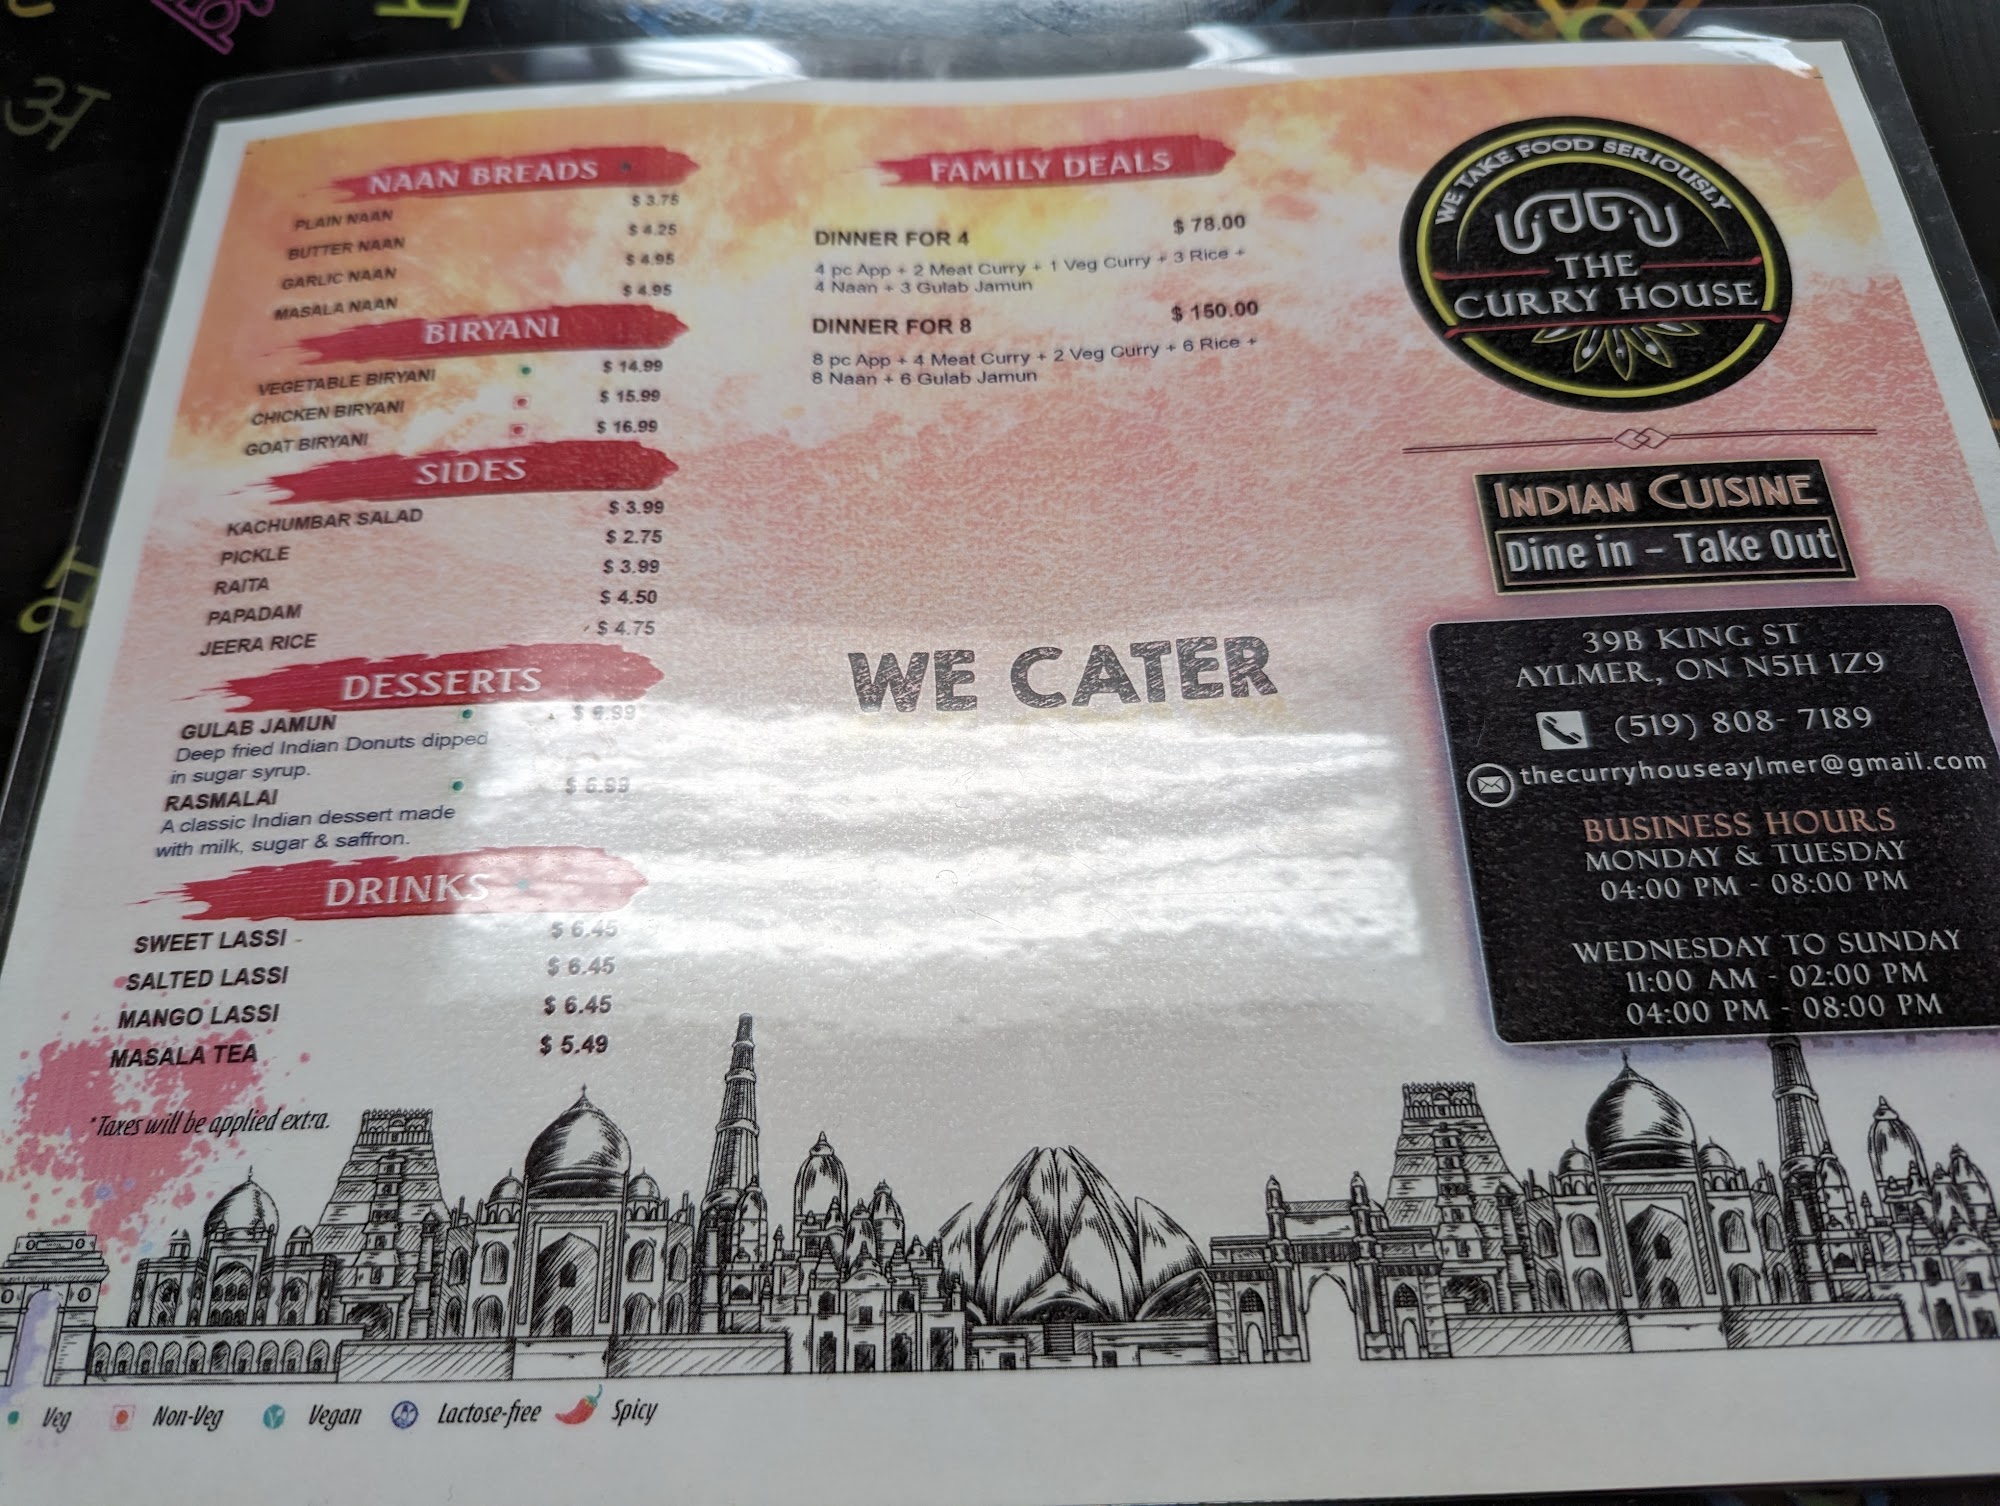 NAAN BREADS
PLAIN NAAN $ 3.75
BUTTER NAAN $ 4.25
GARLIC NAAN $ 4.95
MASALA NAAN $ 4.95
BIRYANI
VEGETABLE BIRYANI $ 14.99
CHICKEN BIRYANI $ 15.99
GOAT BIRYANI $ 16.99
SIDES
KACHUMBAR SALAD $ 3.99
PICKLE $ 2.75
RAITA $ 3.99
PAPADAM $ 4.50
JEERA RICE $ 4.75
DESSERTS
GULAB JAMUN $ 6.99
Deep fried Indian Donuts dipped
in sugar syrup.
RASMALAI $ 6.99
A classic Indian dessert made
with milk, sugar & saffron.
DRINKS
SWEET LASSI $ 6.45
SALTED LASSI $ 6.45
MANGO LASSI $ 6.45
MASALA TEA $ 5.49
*Taxes will be applied extra.
Veg Non-Veg Vegan Lactose-free Spicy
FAMILY DEALS
DINNER FOR 4 $ 78.00
4 pc App + 2 Meat Curry + 1 Veg Curry + 3 Rice +
4 Naan + 3 Gulab Jamun
DINNER FOR 8 $ 150.00
8 pc App + 4 Meat Curry + 2 Veg Curry + 6 Rice +
8 Naan + 6 Gulab Jamun
WE CATER
WE TAKE FOOD SERIOUSLY
THE
CURRY HOUSE
INDIAN CUISINE
Dine in - Take Out
39B KING ST
AYLMER, ON N5H 1Z9
(519) 808- 7189
thecurryhouseaylmer@gmail.com
BUSINESS HOURS
MONDAY & TUESDAY
04:00 PM - 08:00 PM
WEDNESDAY TO SUNDAY
11:00 AM - 02:00 PM
04:00 PM - 08:00 PM
अ